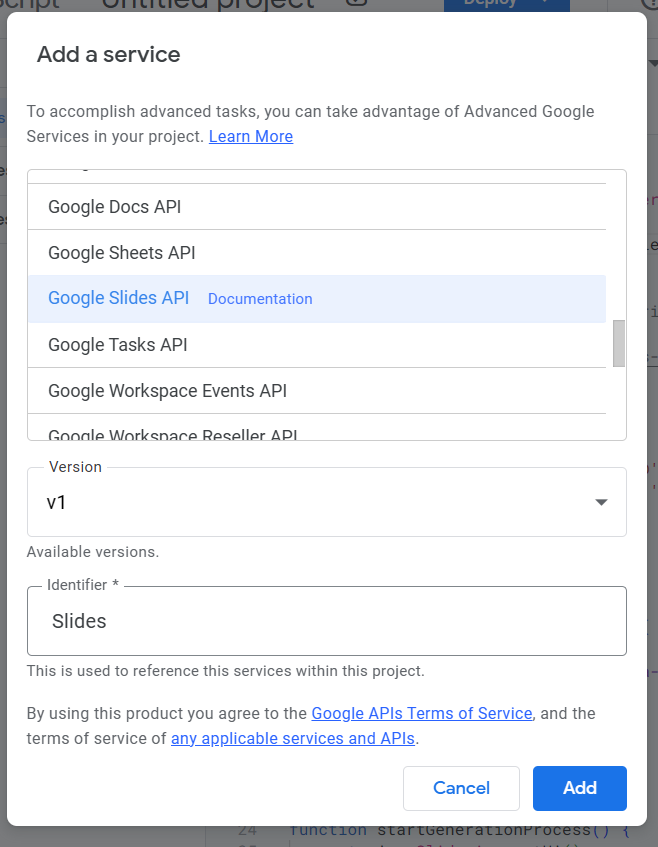 Untitled project
Deploy
Add a service
To accomplish advanced tasks, you can take advantage of Advanced Google
Services in your project. Learn More
Google Docs API
Google Sheets API
Google Slides API Documentation
Google Tasks API
Google Workspace Events API
Google Workspace Reseller API
Version
v1
Available versions.
Identifier *
Slides
This is used to reference this services within this project.
By using this product you agree to the Google APIs Terms of Service, and the
terms of service of any applicable services and APIs.
Cancel Add
24 function startGenerationProcess() {